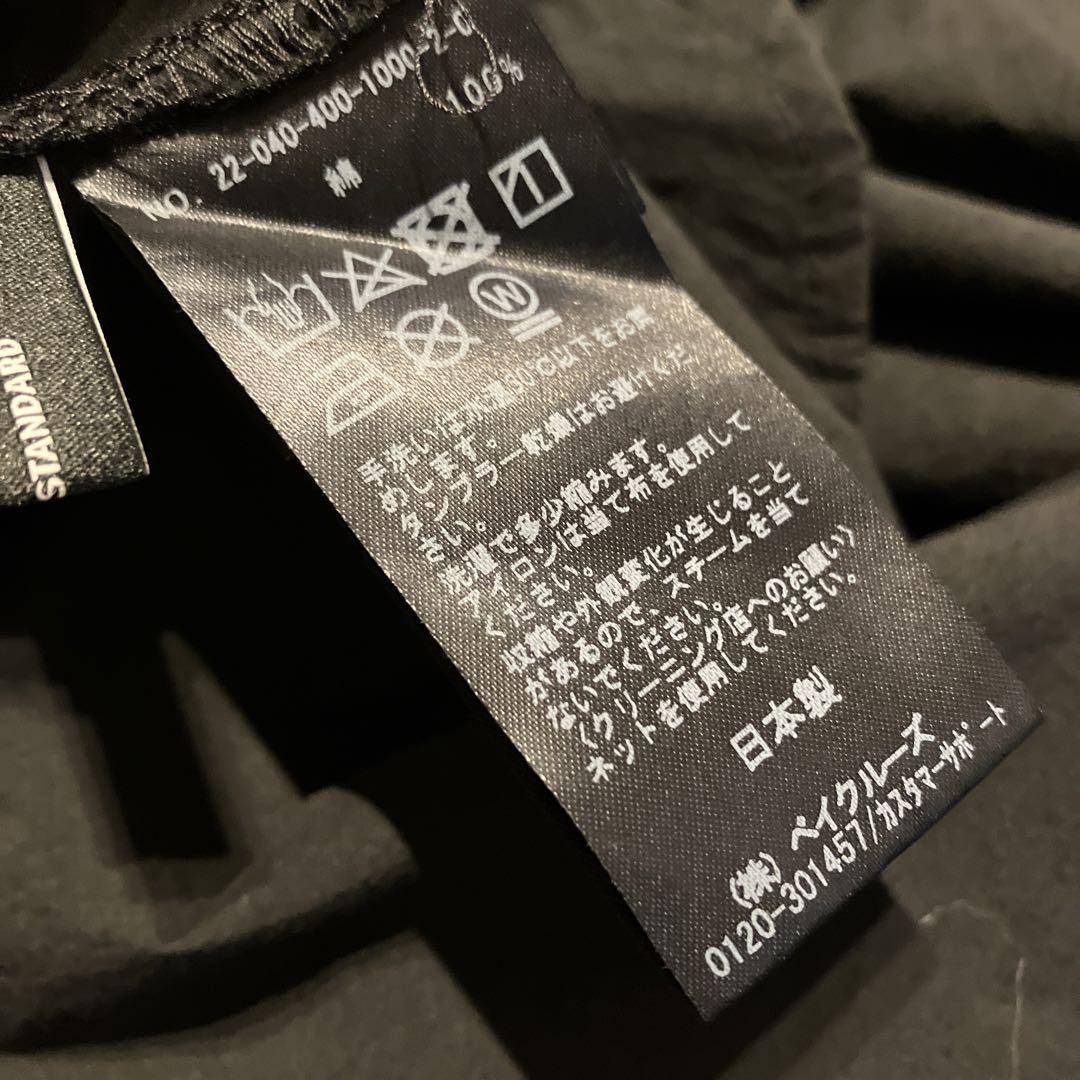 NO. 22-040-400-1000-2-0
綿 100%
W
手洗いは水温30℃以下をお薦
めします。
タンブラー乾燥はお避けくだ
さい。
洗濯で多少縮みます。
アイロンは当て布を使用して
ください。
収縮や外観変化が生じること
があるので、スチームを当て
ないでください。
〈クリーニング店へのお願い〉
ネットを使用してください。
日本製
(株) ベイクルーズ
0120-301457/カスタマーサポート
STANDARD